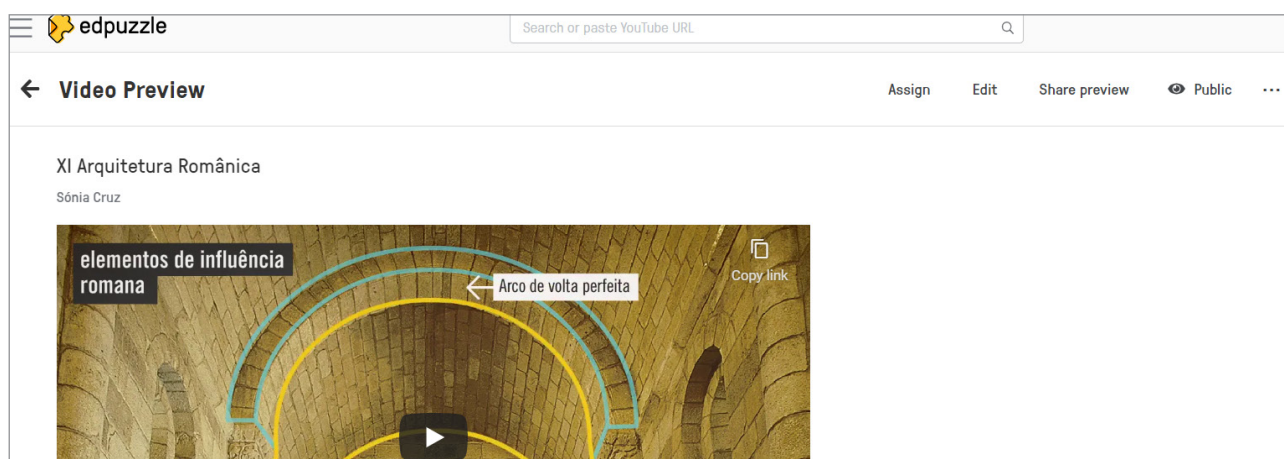 edpuzzle
Search or paste YouTube URL
Video Preview
Assign
Edit
Share preview
Public
XI Arquitetura Românica
Sónia Cruz
elementos de influência
romana
Arco de volta perfeita
Copy link